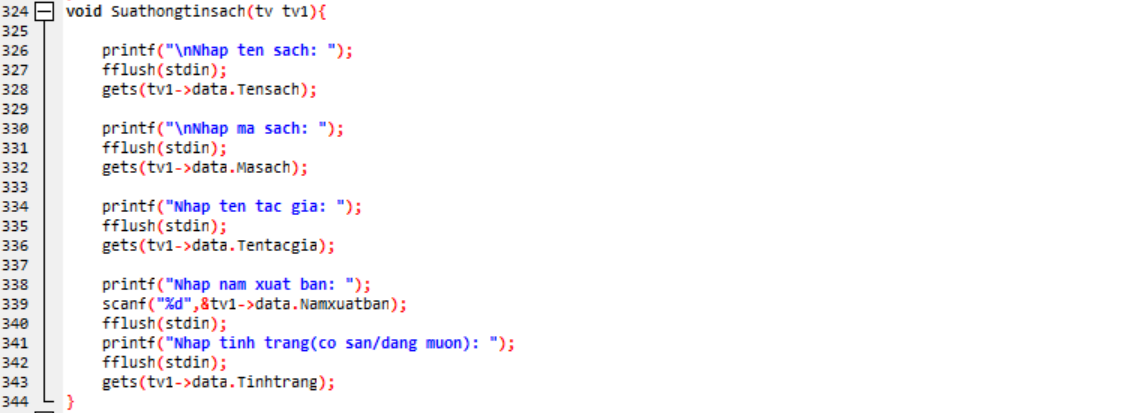 324 void Suathongtinsach(tv tv1){
325
326 printf("\nNhap ten sach: ");
327 fflush(stdin);
328 gets(tv1->data.Tensach);
329
330 printf("\nNhap ma sach: ");
331 fflush(stdin);
332 gets(tv1->data.Masach);
333
334 printf("Nhap ten tac gia: ");
335 fflush(stdin);
336 gets(tv1->data.Tentacgia);
337
338 printf("Nhap nam xuat ban: ");
339 scanf("%d",&tv1->data.Namxuatban);
340 fflush(stdin);
341 printf("Nhap tinh trang(co san/dang muon): ");
342 fflush(stdin);
343 gets(tv1->data.Tinhtrang);
344 }